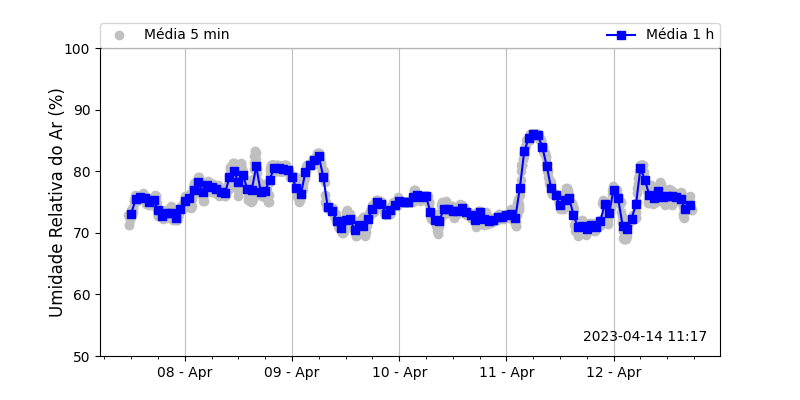 Média 5 min
Média 1 h
Umidade Relativa do Ar (%)
100
90
80
70
60
50
2023-04-14 11:17
08 - Apr
09 - Apr
10 - Apr
11 - Apr
12 - Apr